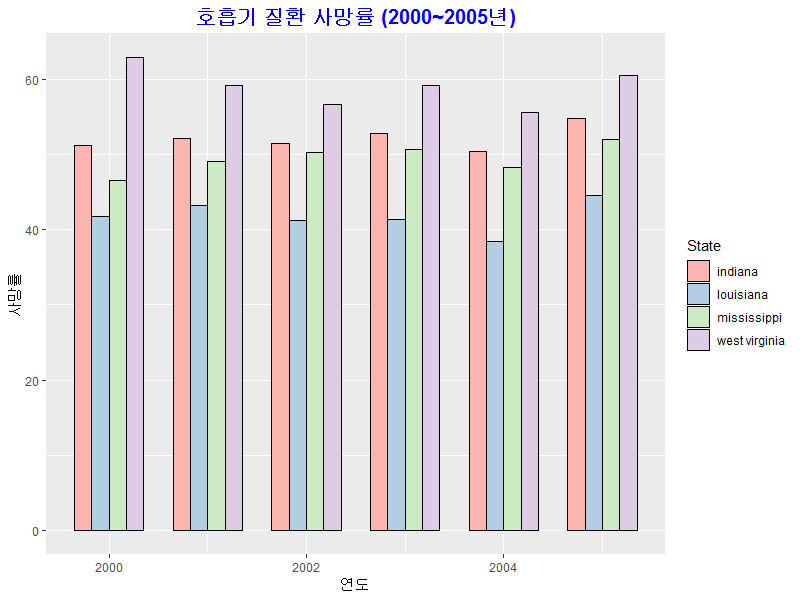 호흡기 질환 사망률 (2000~2005년)
사망률
60
40
20
0
2000
2002
2004
연도
State
indiana
louisiana
mississippi
west virginia